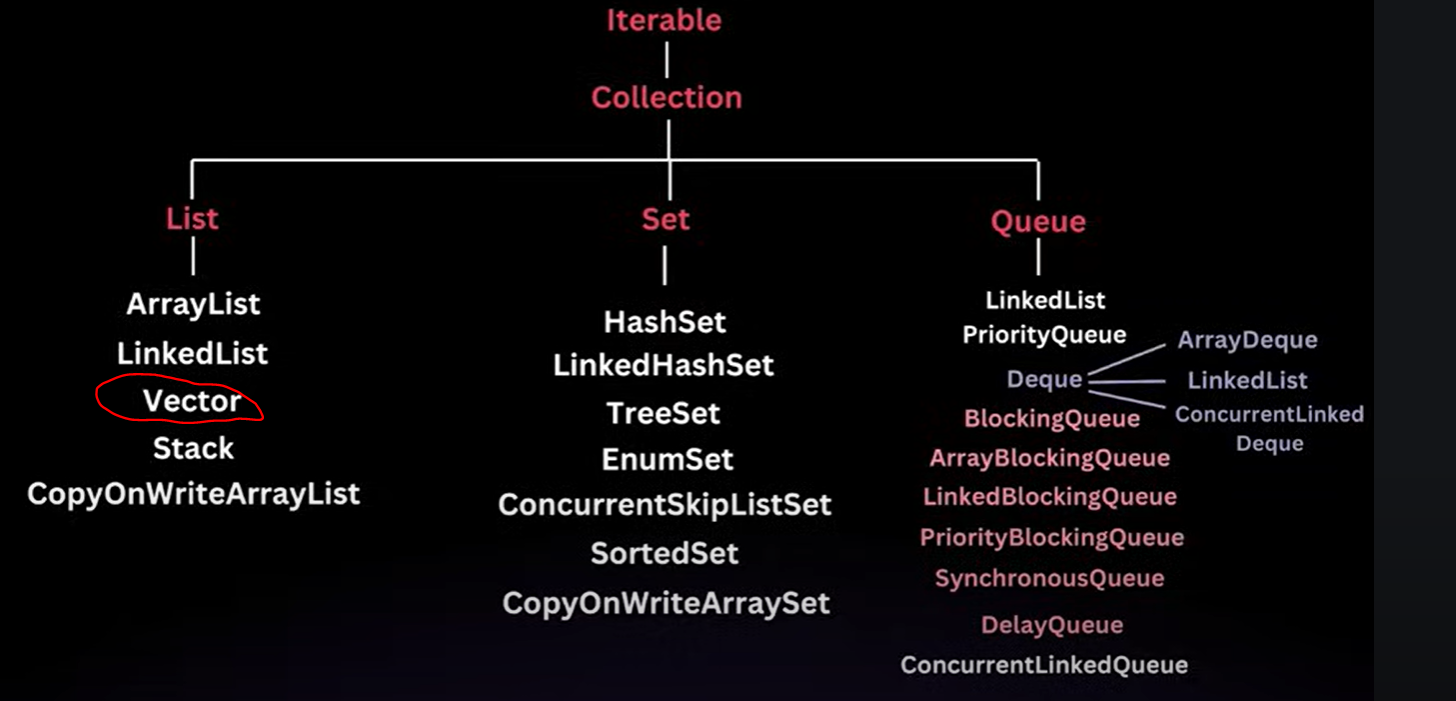 Iterable
Collection
List
Set
Queue
ArrayList
LinkedList
Vector
Stack
CopyOnWriteArrayList
HashSet
LinkedHashSet
TreeSet
EnumSet
ConcurrentSkipListSet
SortedSet
CopyOnWriteArraySet
LinkedList
PriorityQueue
Deque
ArrayDeque
LinkedList
ConcurrentLinked
Deque
BlockingQueue
ArrayBlockingQueue
LinkedBlockingQueue
PriorityBlockingQueue
SynchronousQueue
DelayQueue
ConcurrentLinkedQueue